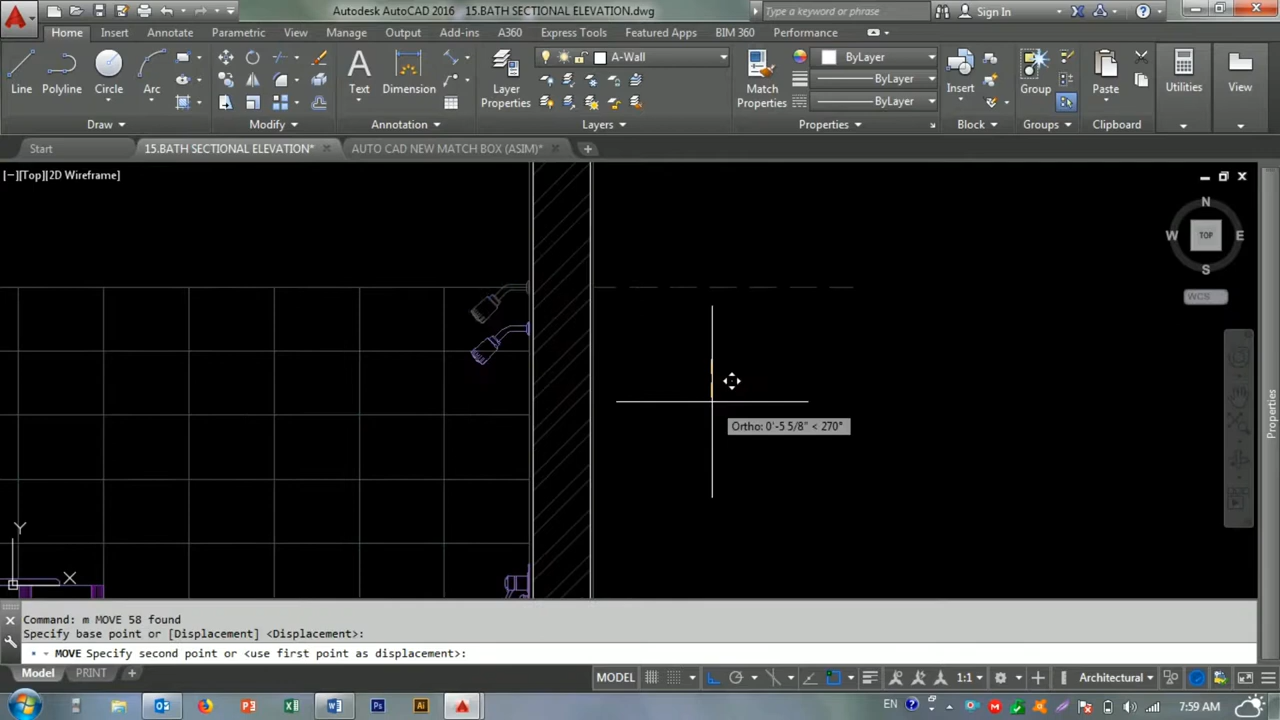 Autodesk AutoCAD 2016 15.BATH SECTIONAL ELEVATION.dwg
Type a keyword or phrase
Sign In
Home Insert Annotate Parametric View Manage Output Add-ins A360 Express Tools Featured Apps BIM 360 Performance
A-Wall
ByLayer
ByLayer
ByLayer
Line Polyline Circle Arc Text Dimension Layer Properties Match Properties Insert Group Paste Utilities View
Draw Modify Annotation Layers Properties Block Groups Clipboard
Start 15.BATH SECTIONAL ELEVATION* AUTO CAD NEW MATCH BOX (ASIM)*
[−][Top][2D Wireframe]
N
W TOP E
S
WCS
Properties
Ortho: 0'-5 5/8" < 270°
Y
X
Command: m MOVE 58 found
Specify base point or [Displacement] <Displacement>:
MOVE Specify second point or <use first point as displacement>:
Model PRINT
MODEL 1:1 Architectural
EN 7:59 AM